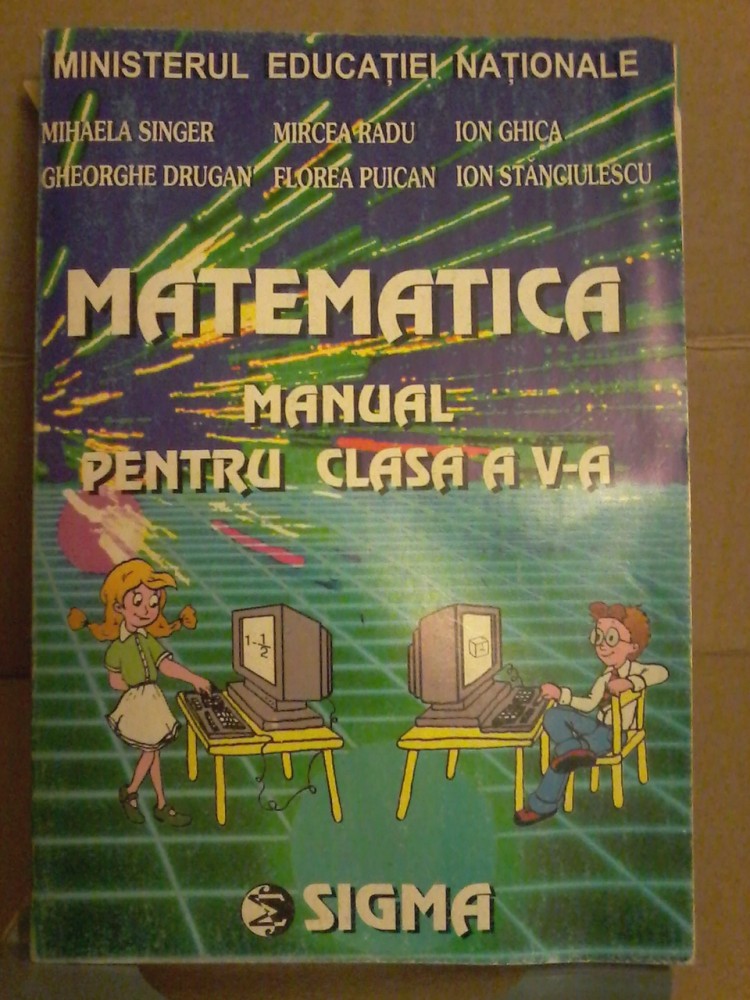 MINISTERUL EDUCAȚIEI NAȚIONALE
MIHAELA SINGER MIRCEA RADU ION GHICA
GHEORGHE DRUGAN FLOREA PUICAN ION STĂNCIULESCU
MATEMATICA
MANUAL
PENTRU CLASA A V-A
1-1/2
SIGMA